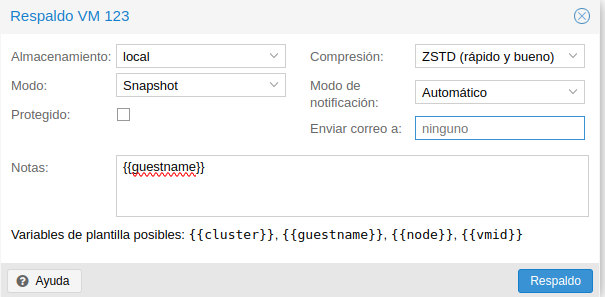 Respaldo VM 123
Almacenamiento: local
Compresión: ZSTD (rápido y bueno)
Modo: Snapshot
Modo de notificación: Automático
Protegido:
Enviar correo a: ninguno
Notas: {{guestname}}
Variables de plantilla posibles: {{cluster}}, {{guestname}}, {{node}}, {{vmid}}
Ayuda
Respaldo